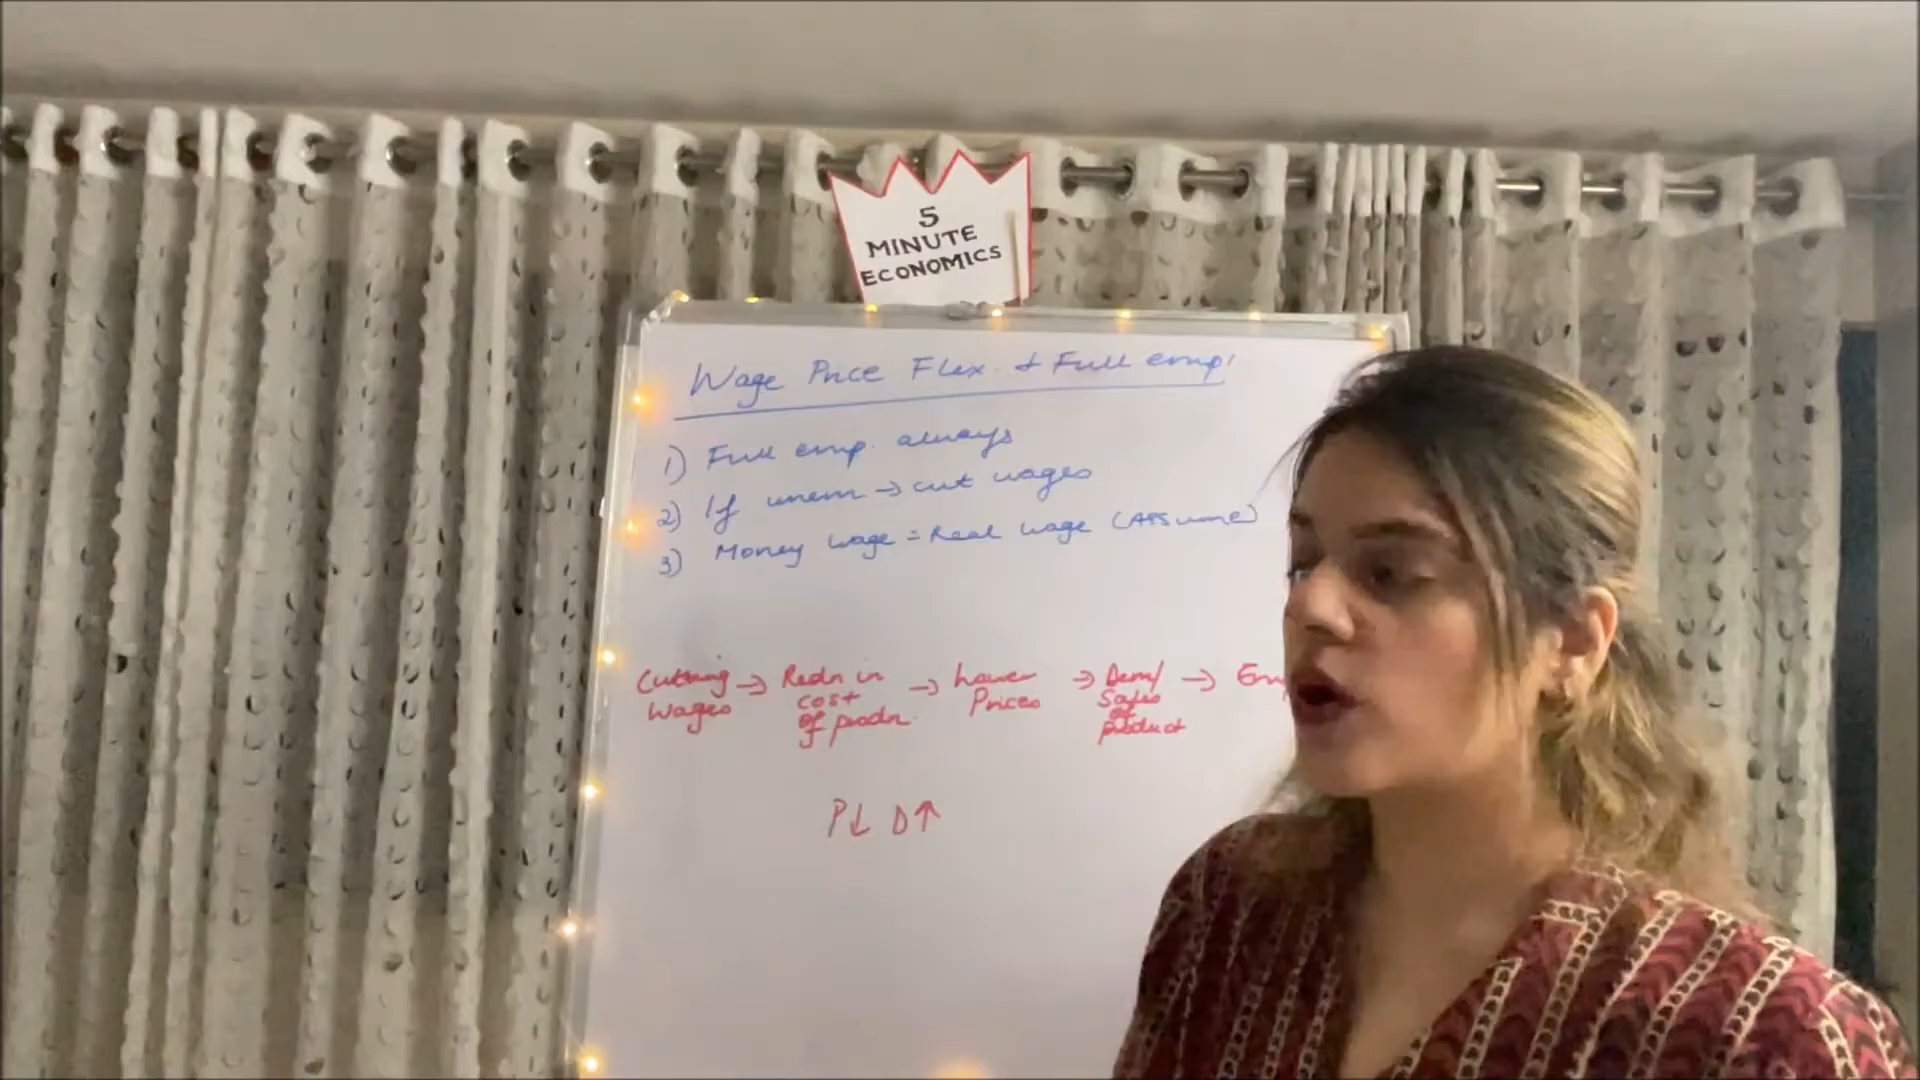 5
MINUTE
ECONOMICS
Wage Price Flex. + Full emp!
1) Full emp. always
2) If unem → cut wages
3) Money wage = Real wage (Assume)
Cutting → Redn in → Lower → Dem/ → Em
Wages cost Prices Sales
of prodn. of
product
P↓ D↑